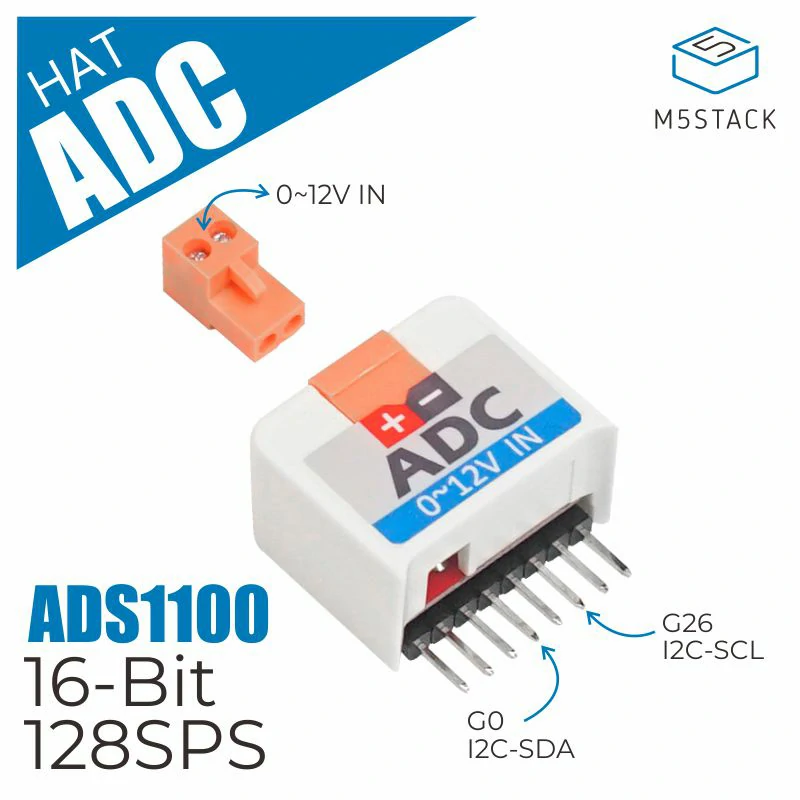 HAT
ADC
5
M5STACK
0~12V IN
+ -
ADC
0~12V IN
ADS1100
16-Bit
128SPS
G26
I2C-SCL
G0
I2C-SDA